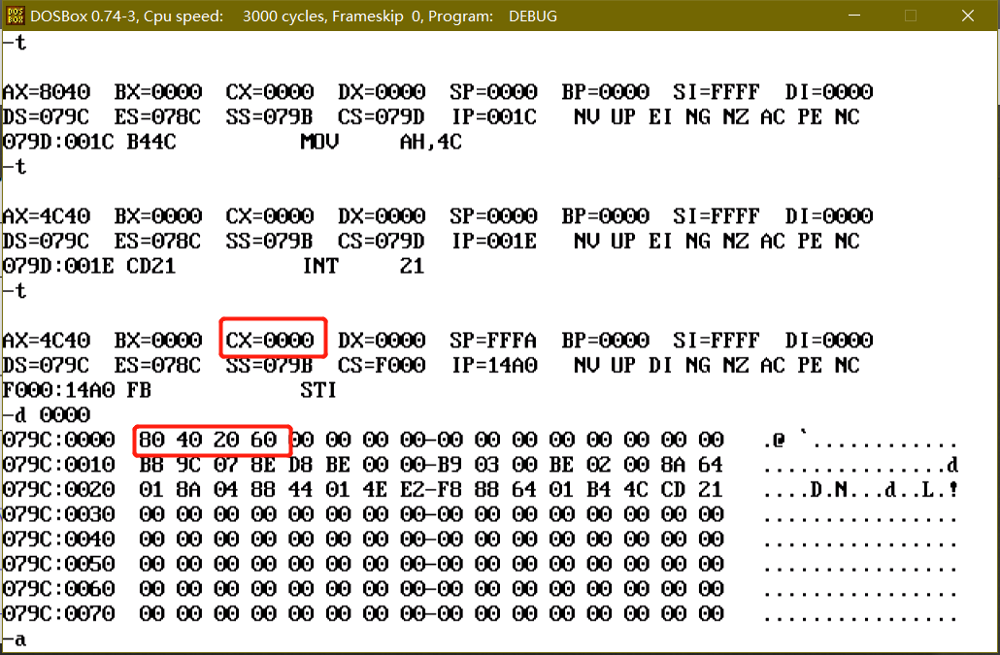 DOSBox 0.74-3, Cpu speed: 3000 cycles, Frameskip 0, Program: DEBUG
-t
AX=8040 BX=0000 CX=0000 DX=0000 SP=0000 BP=0000 SI=FFFF DI=0000
DS=079C ES=078C SS=079B CS=079D IP=001C NV UP EI NG NZ AC PE NC
079D:001C B44C MOV AH,4C
-t
AX=4C40 BX=0000 CX=0000 DX=0000 SP=0000 BP=0000 SI=FFFF DI=0000
DS=079C ES=078C SS=079B CS=079D IP=001E NV UP EI NG NZ AC PE NC
079D:001E CD21 INT 21
-t
AX=4C40 BX=0000 CX=0000 DX=0000 SP=FFFA BP=0000 SI=FFFF DI=0000
DS=079C ES=078C SS=079B CS=F000 IP=14A0 NV UP DI NG NZ AC PE NC
F000:14A0 FB STI
-d 0000
079C:0000 80 40 20 60 00 00 00 00-00 00 00 00 00 00 00 00 .@ `............
079C:0010 B8 9C 07 8E D8 BE 00 00-B9 03 00 BE 02 00 8A 64 ...............d
079C:0020 01 8A 04 88 44 01 4E E2-F8 88 64 01 B4 4C CD 21 ....D.N...d..L.!
079C:0030 00 00 00 00 00 00 00 00-00 00 00 00 00 00 00 00 ................
079C:0040 00 00 00 00 00 00 00 00-00 00 00 00 00 00 00 00 ................
079C:0050 00 00 00 00 00 00 00 00-00 00 00 00 00 00 00 00 ................
079C:0060 00 00 00 00 00 00 00 00-00 00 00 00 00 00 00 00 ................
079C:0070 00 00 00 00 00 00 00 00-00 00 00 00 00 00 00 00 ................
-a